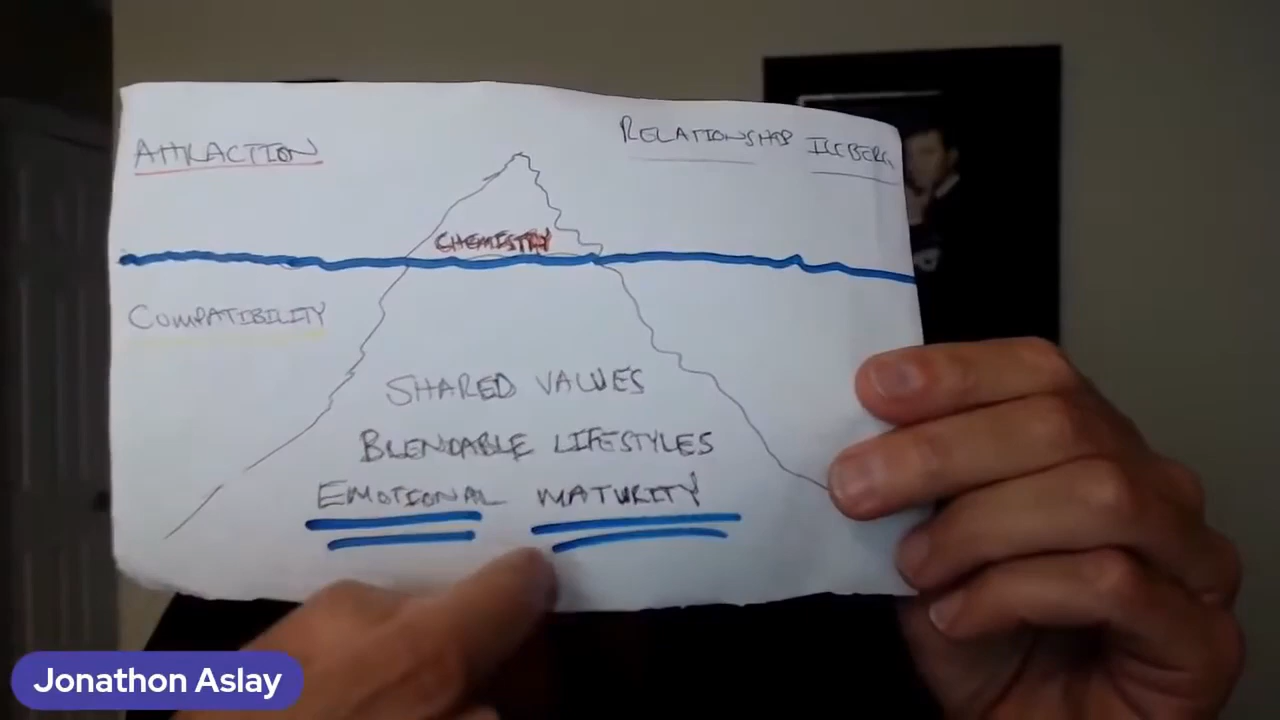 RELATIONSHIP ICEBERG
ATTRACTION
CHEMISTRY
COMPATIBILITY
SHARED VALUES
BLENDABLE LIFESTYLES
EMOTIONAL MATURITY
Jonathon Aslay